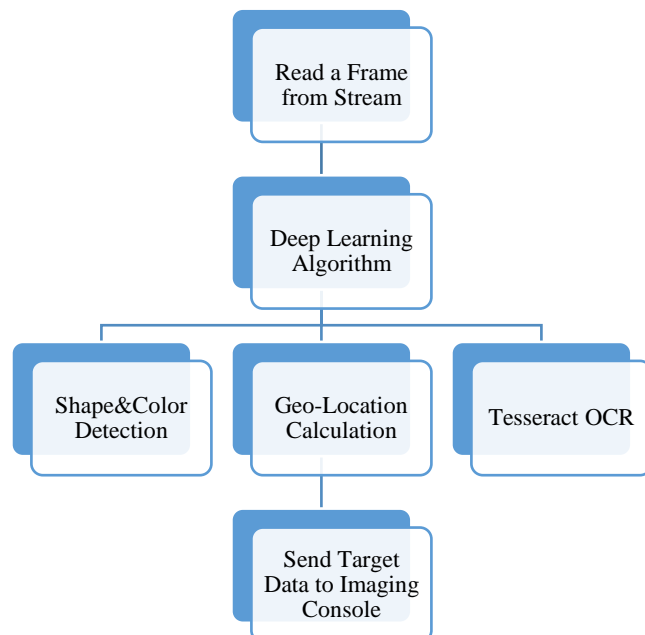 Read a Frame
from Stream
Deep Learning
Algorithm
Shape&Color
Detection
Geo-Location
Calculation
Tesseract OCR
Send Target
Data to Imaging
Console